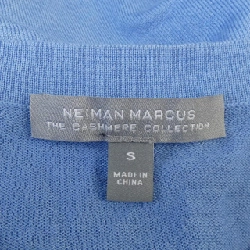 NEIMAN MARCUS
THE CASHMERE COLLECTION
S
MADE IN
CHINA